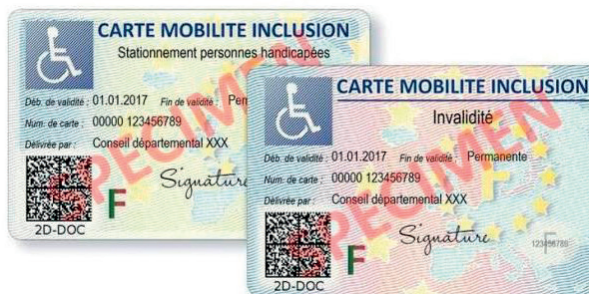 CARTE MOBILITE INCLUSION
Stationnement personnes handicapées
Déb. de validité : 01.01.2017 Fin de validité : Per
Num. de carte : 00000 123456789
Délivrée par : Conseil départemental XXX
Signature
F
2D-DOC
SPECIMEN
CARTE MOBILITE INCLUSION
Invalidité
Déb. de validité : 01.01.2017 Fin de validité : Permanente
Num. de carte : 00000 123456789
Délivrée par : Conseil départemental XXX
Signature
F
123456789
F
2D-DOC
SPECIMEN